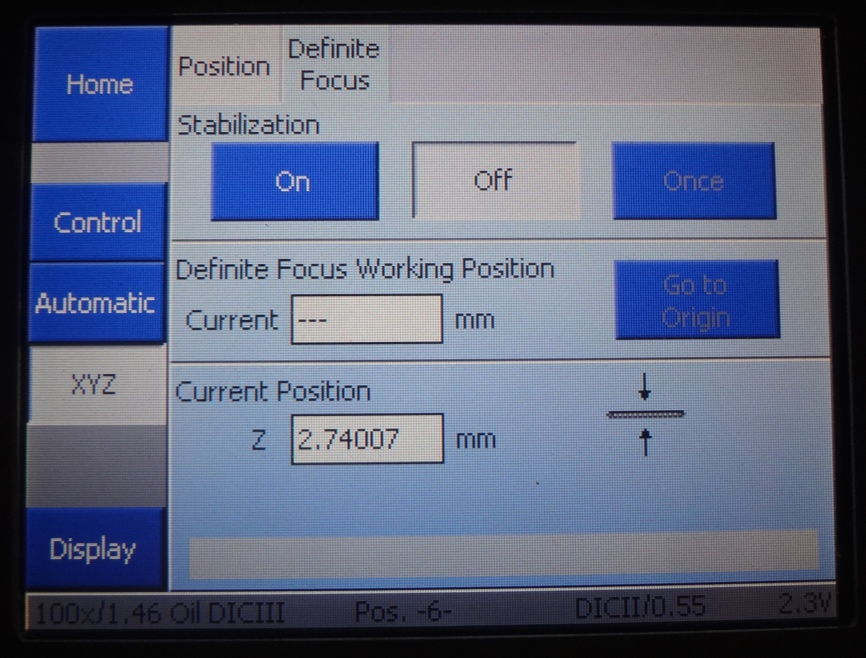 Home
Position
Definite
Focus
Stabilization
On
Off
Once
Control
Definite Focus Working Position
Current --- mm
Go to
Origin
Automatic
XYZ
Current Position
Z 2.74007 mm
Display
100x/1.46 Oil DICIII Pos. -6- DICII/0.55 2.3V